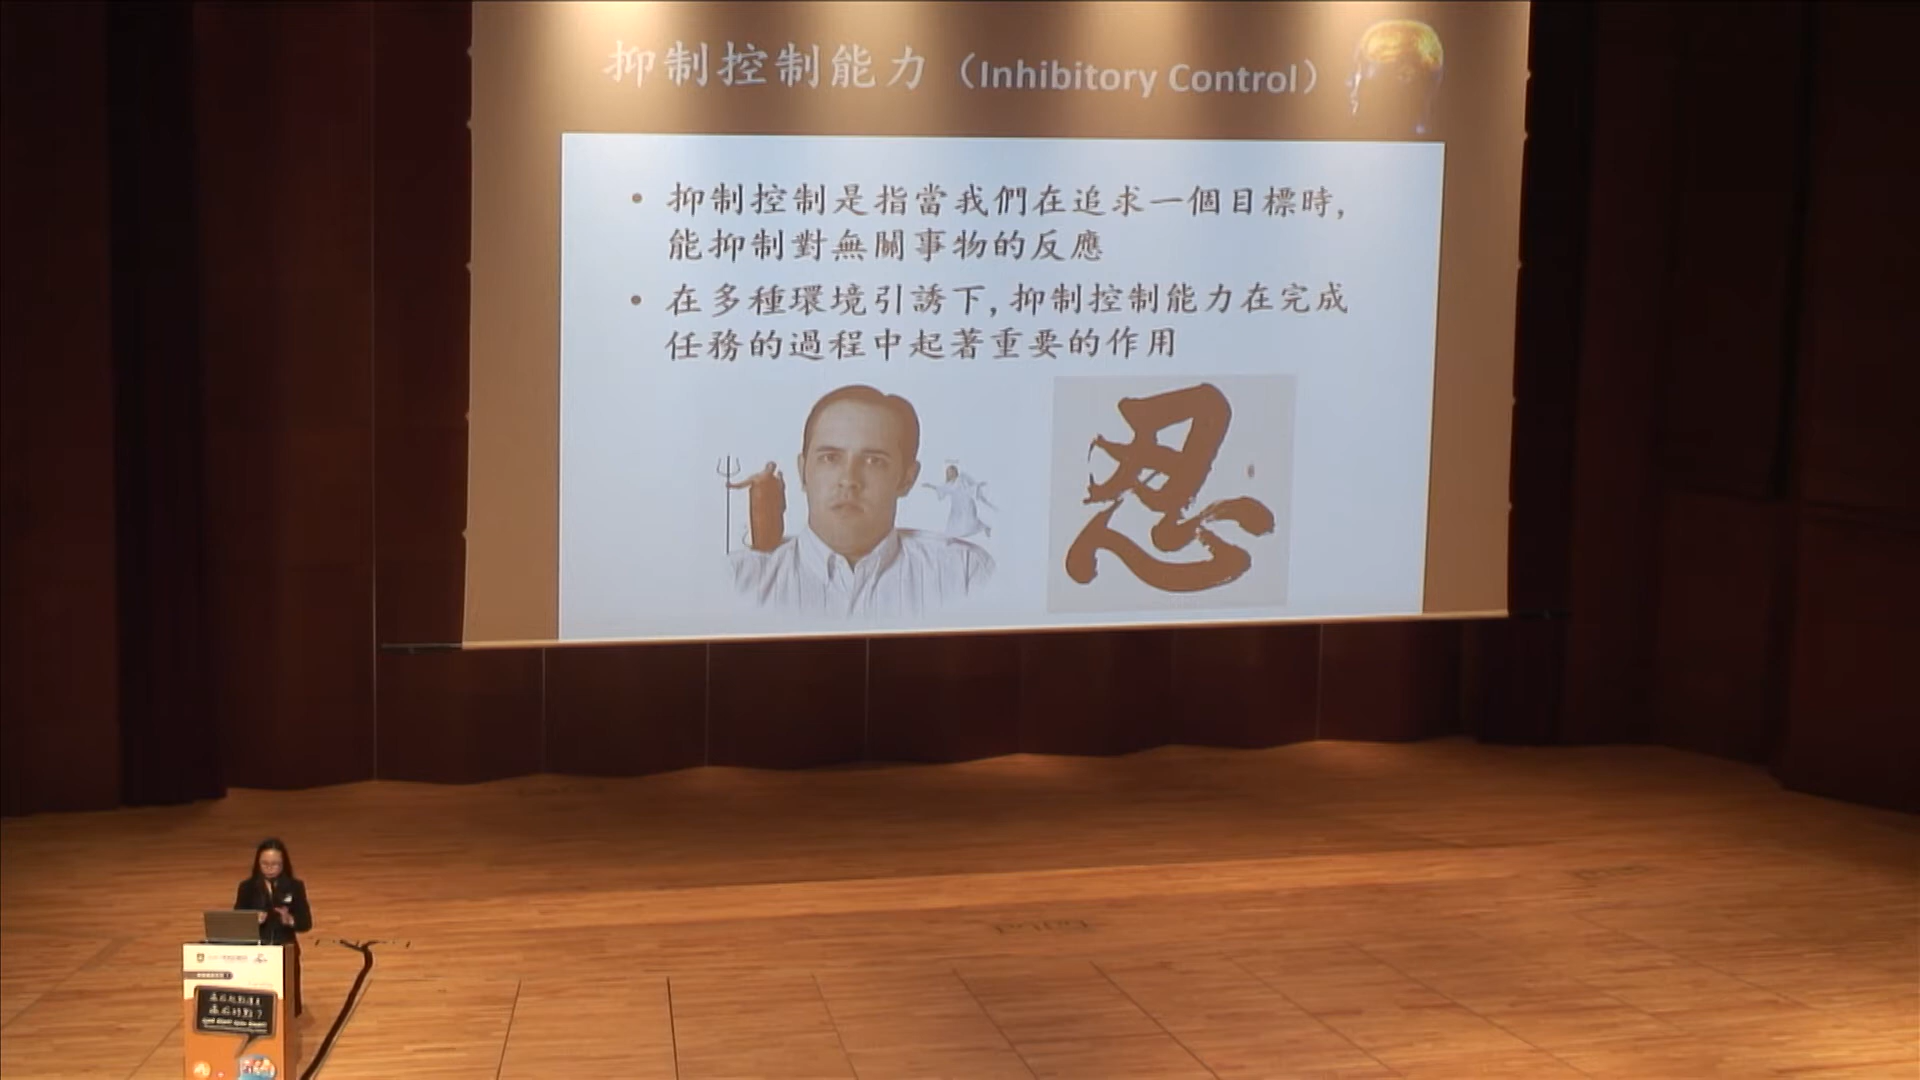 抑制控制能力（Inhibitory Control）
• 抑制控制是指當我們在追求一個目標時,
能抑制對無關事物的反應
• 在多種環境引誘下,抑制控制能力在完成
任務的過程中起著重要的作用
忍